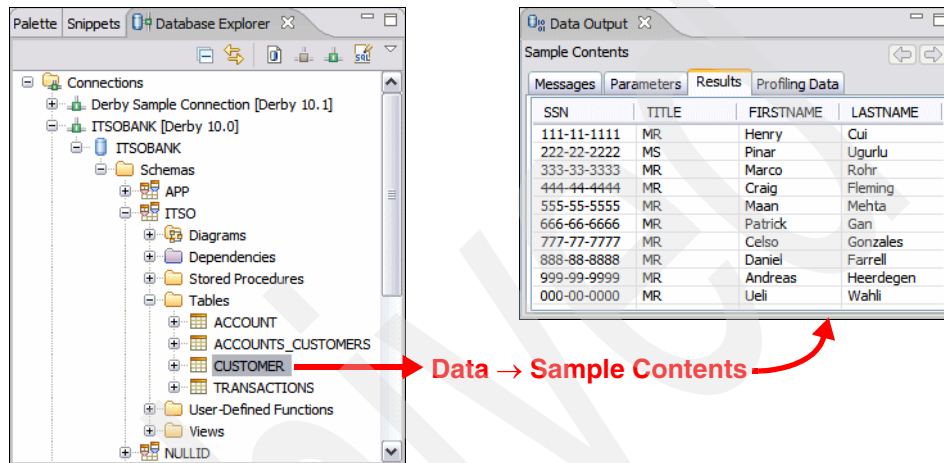 Palette Snippets Database Explorer
Connections
Derby Sample Connection [Derby 10.1]
ITSOBANK [Derby 10.0]
ITSOBANK
Schemas
APP
ITSO
Diagrams
Dependencies
Stored Procedures
Tables
ACCOUNT
ACCOUNTS_CUSTOMERS
CUSTOMER
TRANSACTIONS
User-Defined Functions
Views
NULLID
Data → Sample Contents
Data Output
Sample Contents
Messages Parameters Results Profiling Data
SSN TITLE FIRSTNAME LASTNAME
111-11-1111 MR Henry Cui
222-22-2222 MS Pinar Ugurlu
333-33-3333 MR Marco Rohr
444-44-4444 MR Craig Fleming
555-55-5555 MR Maan Mehta
666-66-6666 MR Patrick Gan
777-77-7777 MR Celso Gonzales
888-88-8888 MR Daniel Farrell
999-99-9999 MR Andreas Heerdegen
000-00-0000 MR Ueli Wahli